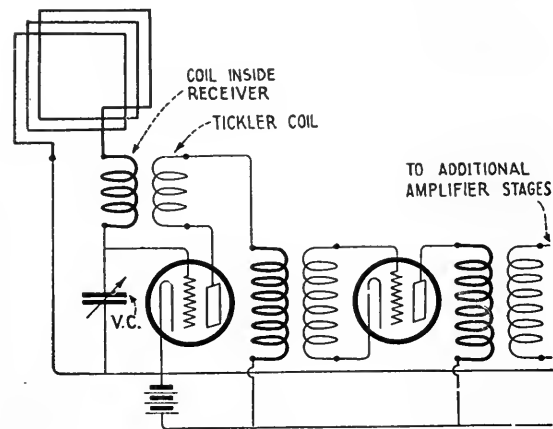 COIL INSIDE
RECEIVER
TICKLER COIL
TO ADDITIONAL
AMPLIFIER STAGES
V.C.